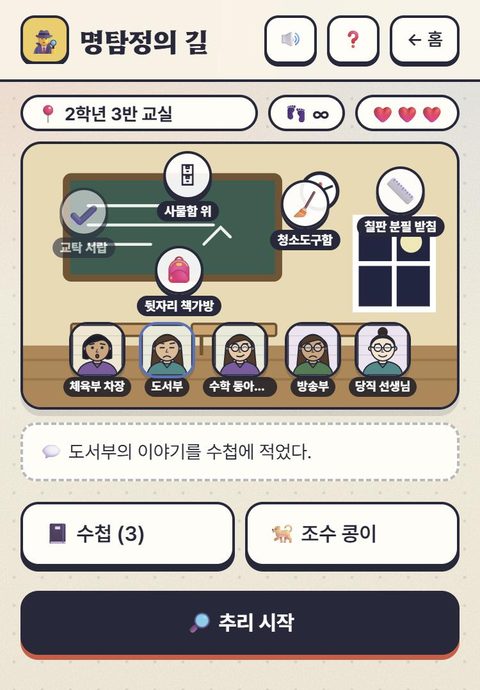 명탐정의 길
← 홈
2학년 3반 교실
∞
사물함 위
교탁 서랍
청소도구함
칠판 분필 받침
뒷자리 책가방
체육부 차장
도서부
수학 동아...
방송부
당직 선생님
도서부의 이야기를 수첩에 적었다.
수첩 (3)
조수 콩이
추리 시작